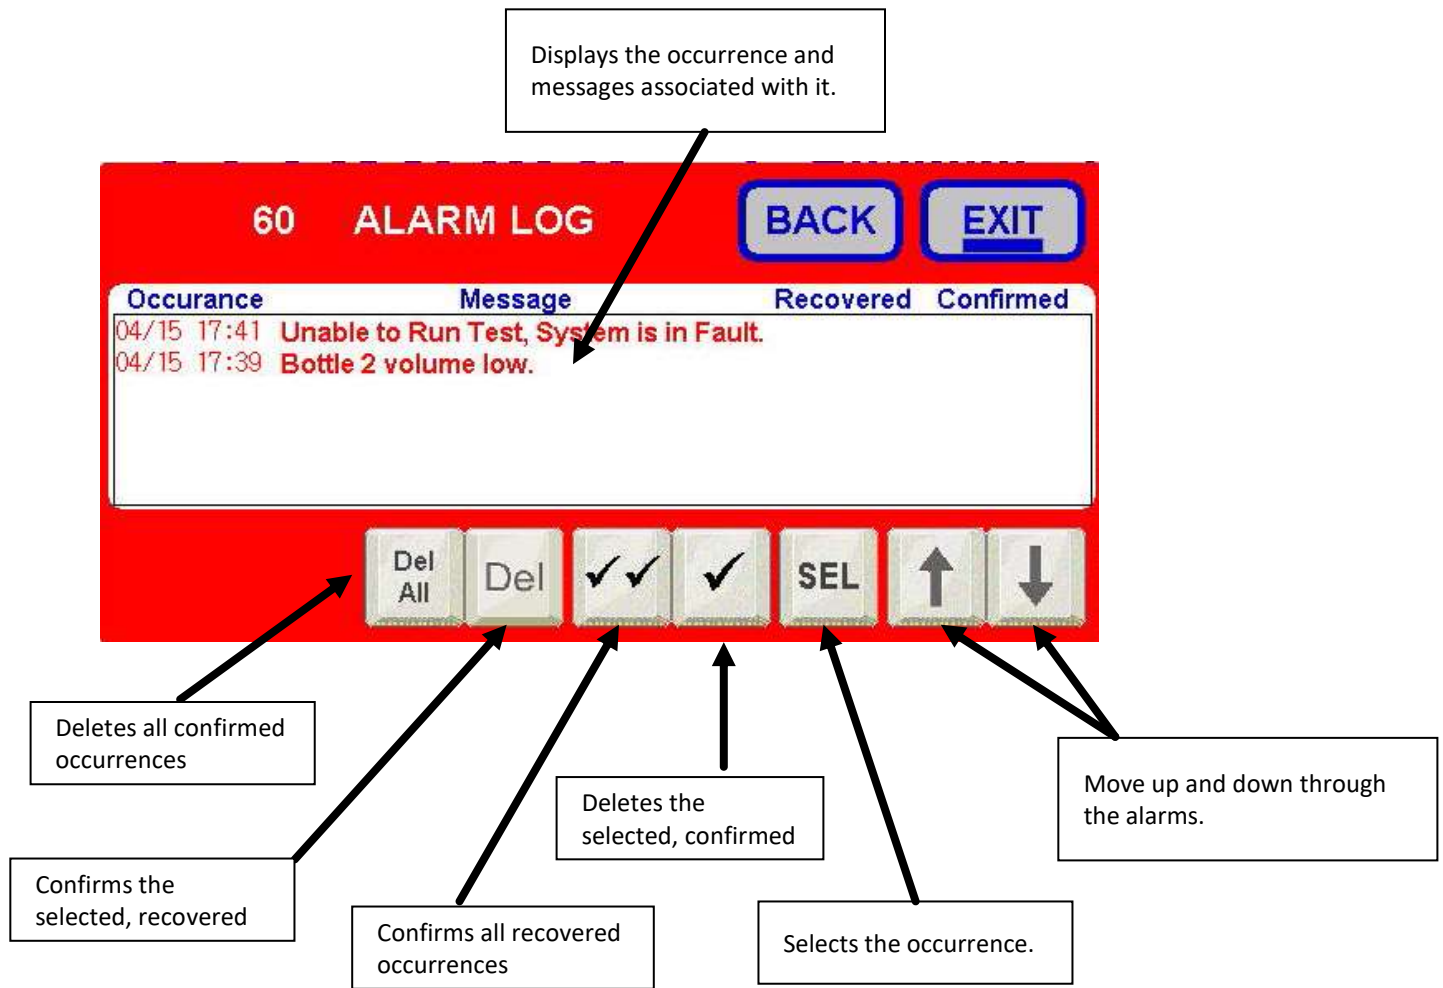 Displays the occurrence and
messages associated with it.
60 ALARM LOG BACK EXIT
Occurance Message Recovered Confirmed
04/15 17:41 Unable to Run Test, System is in Fault.
04/15 17:39 Bottle 2 volume low.
Del
All
Del
SEL
Deletes all confirmed
occurrences
Deletes the
selected, confirmed
Move up and down through
the alarms.
Confirms the
selected, recovered
Confirms all recovered
occurrences
Selects the occurrence.